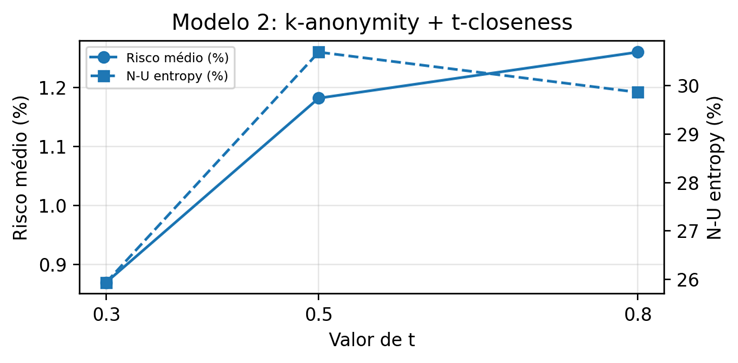 Modelo 2: k-anonymity + t-closeness
Risco médio (%)
N-U entropy (%)
1.2
1.1
1.0
0.9
Risco médio (%)
30
29
28
27
26
N-U entropy (%)
0.3
0.5
0.8
Valor de t